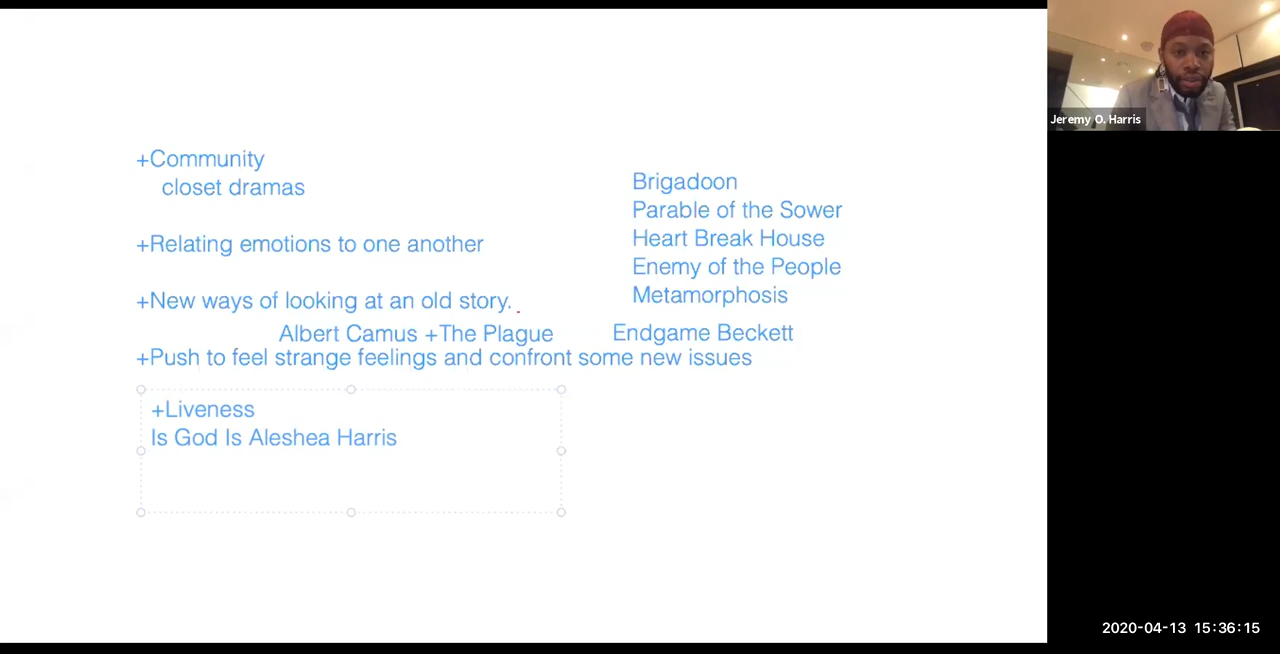 +Community
closet dramas
+Relating emotions to one another
+New ways of looking at an old story.
Albert Camus +The Plague
+Push to feel strange feelings and confront some new issues
+Liveness
Is God Is Aleshea Harris
Brigadoon
Parable of the Sower
Heart Break House
Enemy of the People
Metamorphosis
Endgame Beckett
Jeremy O. Harris
2020-04-13 15:36:15